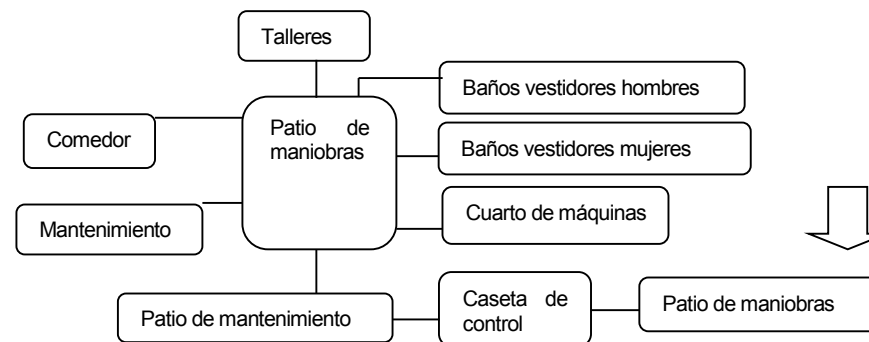 Talleres
Baños vestidores hombres
Patio de
maniobras
Comedor
Baños vestidores mujeres
Cuarto de máquinas
Mantenimiento
Patio de mantenimiento
Caseta de
control
Patio de maniobras